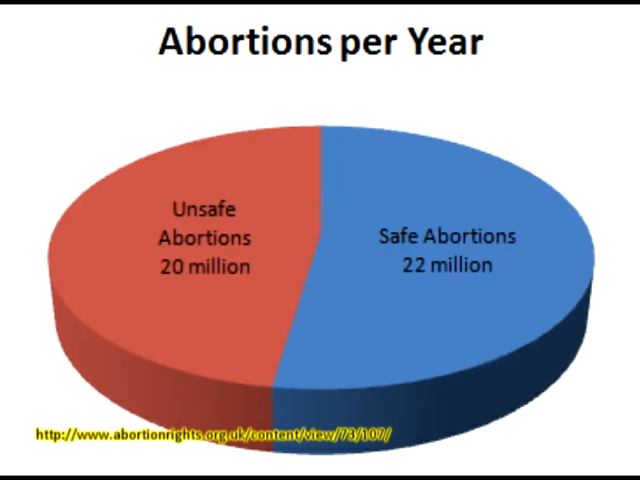 Abortions per Year
Unsafe
Abortions
20 million
Safe Abortions
22 million
http://www.abortionrights.org.uk/content/view/73/107/